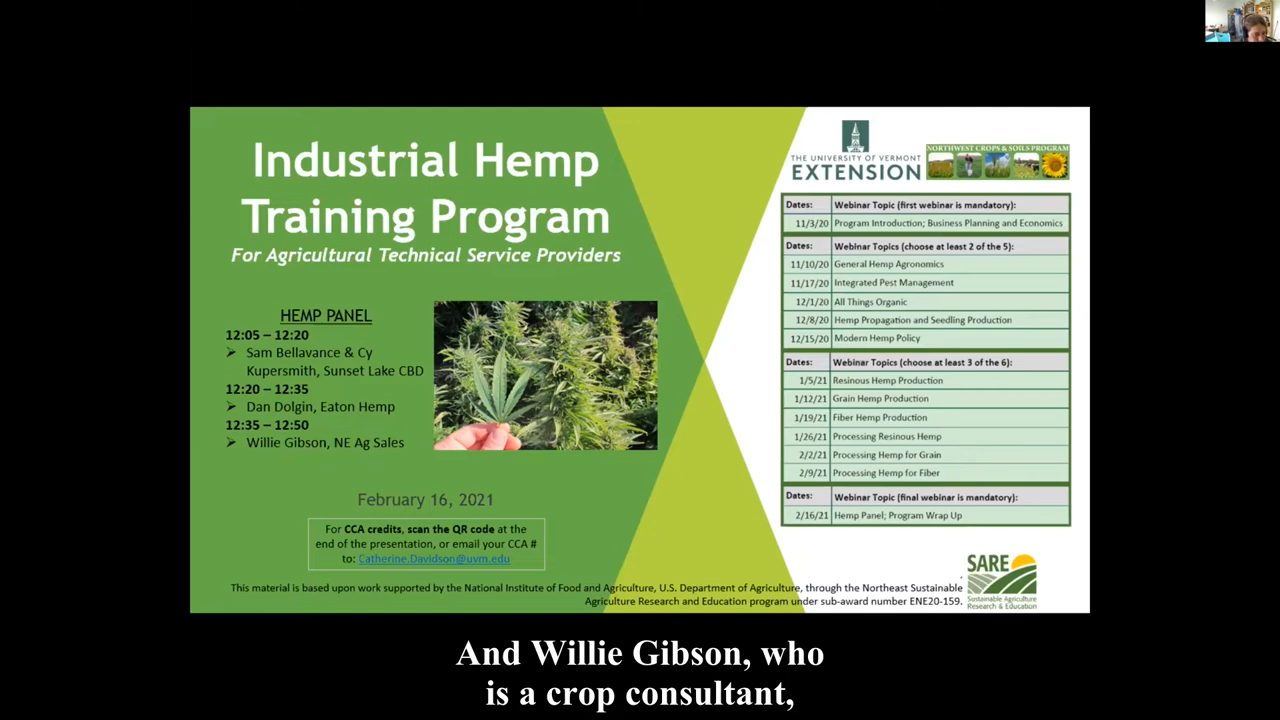 Industrial Hemp
Training Program
For Agricultural Technical Service Providers
HEMP PANEL
12:05 – 12:20
➢ Sam Bellavance & Cy
Kupersmith, Sunset Lake CBD
12:20 – 12:35
➢ Dan Dolgin, Eaton Hemp
12:35 – 12:50
➢ Willie Gibson, NE Ag Sales
February 16, 2021
For CCA credits, scan the QR code at the
end of the presentation, or email your CCA #
to: Catherine.Davidson@uvm.edu
THE UNIVERSITY OF VERMONT
EXTENSION
NORTHWEST CROPS & SOILS PROGRAM
Dates: Webinar Topic (first webinar is mandatory):
11/3/20 Program Introduction; Business Planning and Economics
Dates: Webinar Topics (choose at least 2 of the 5):
11/10/20 General Hemp Agronomics
11/17/20 Integrated Pest Management
12/1/20 All Things Organic
12/8/20 Hemp Propagation and Seedling Production
12/15/20 Modern Hemp Policy
Dates: Webinar Topics (choose at least 3 of the 6):
1/5/21 Resinous Hemp Production
1/12/21 Grain Hemp Production
1/19/21 Fiber Hemp Production
1/26/21 Processing Resinous Hemp
2/2/21 Processing Hemp for Grain
2/9/21 Processing Hemp for Fiber
Dates: Webinar Topic (final webinar is mandatory):
2/16/21 Hemp Panel; Program Wrap Up
This material is based upon work supported by the National Institute of Food and Agriculture, U.S. Department of Agriculture, through the Northeast Sustainable
Agriculture Research and Education program under sub-award number ENE20-159.
SARE
Sustainable Agriculture
Research & Education
And Willie Gibson, who
is a crop consultant,